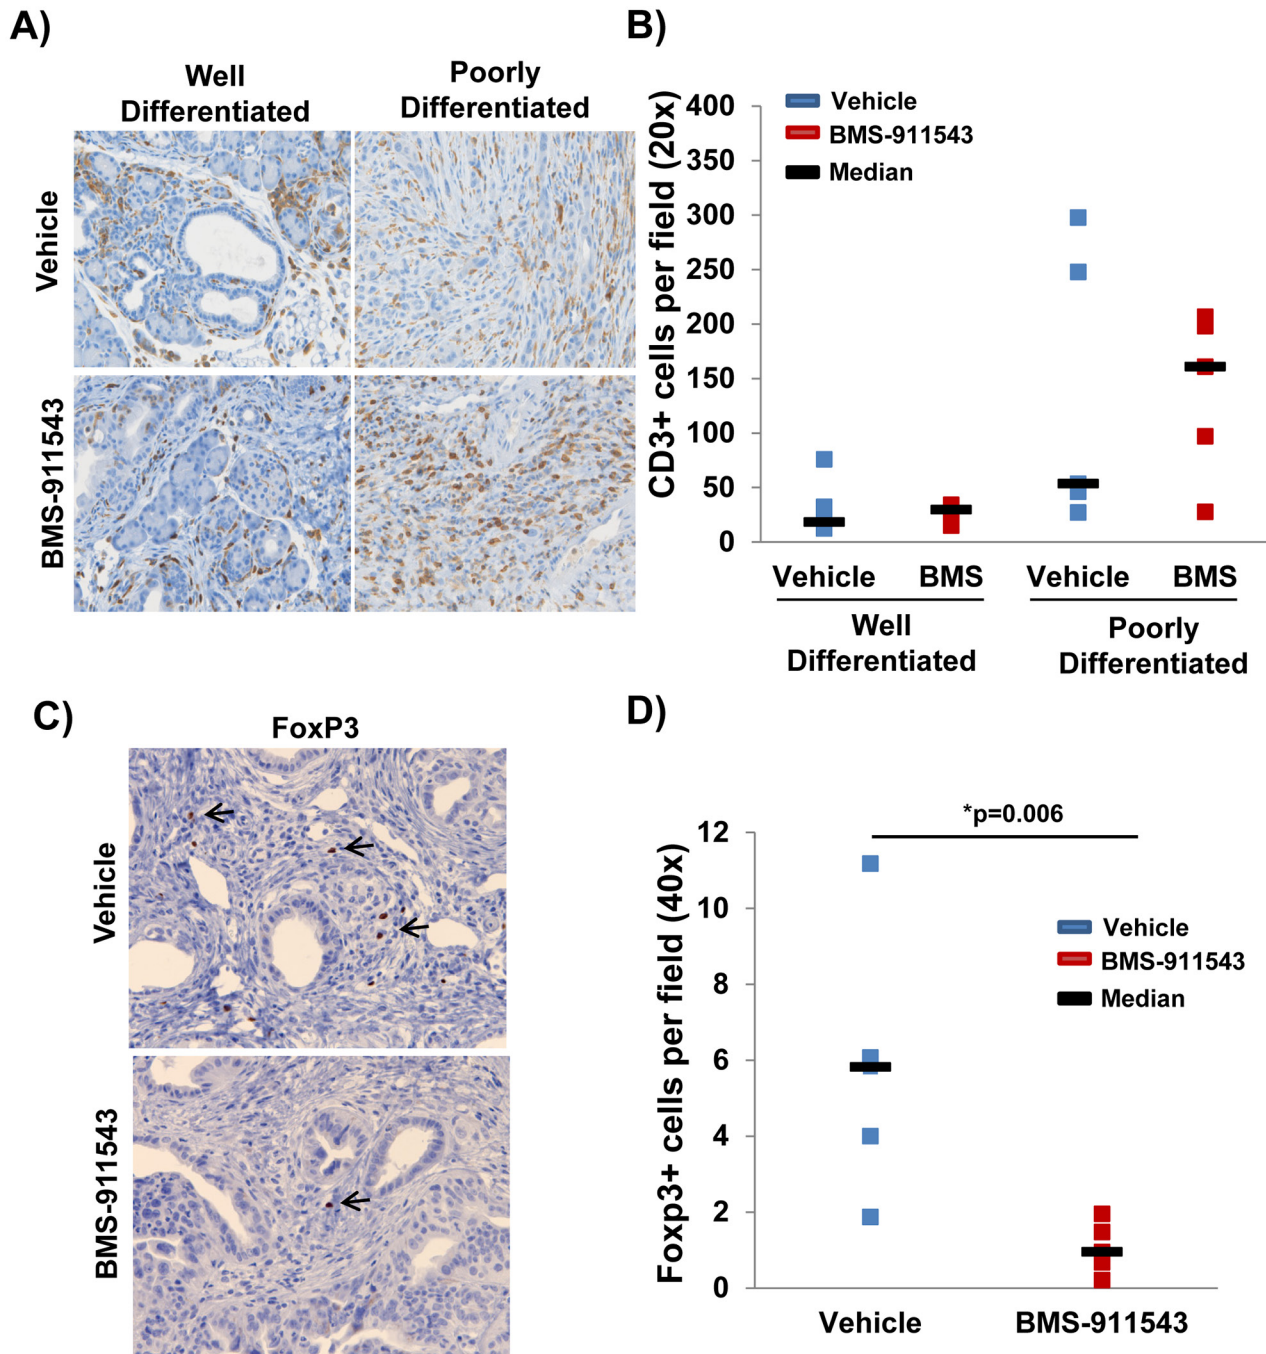 A)
Well
Differentiated
Poorly
Differentiated
Vehicle
BMS-911543
B)
CD3+ cells per field (20x)
400
350
300
250
200
150
100
50
0
Vehicle
BMS-911543
Median
Vehicle
BMS
Vehicle
BMS
Well
Differentiated
Poorly
Differentiated
C)
FoxP3
Vehicle
BMS-911543
D)
*p=0.006
Foxp3+ cells per field (40x)
12
10
8
6
4
2
0
Vehicle
BMS-911543
Median
Vehicle
BMS-911543